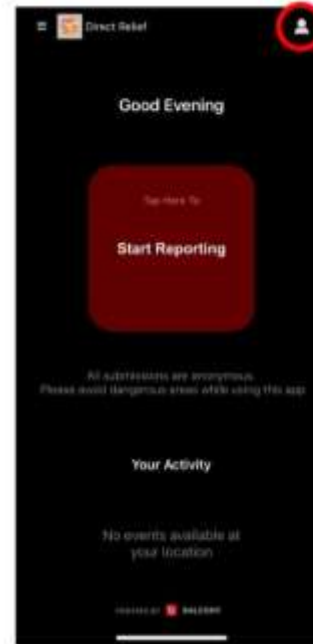 Direct Relief
Good Evening
Tap Here To
Start Reporting
All submissions are anonymous.
Please avoid dangerous areas while using this app
Your Activity
No events available at
your location
POWERED BY BALCONY